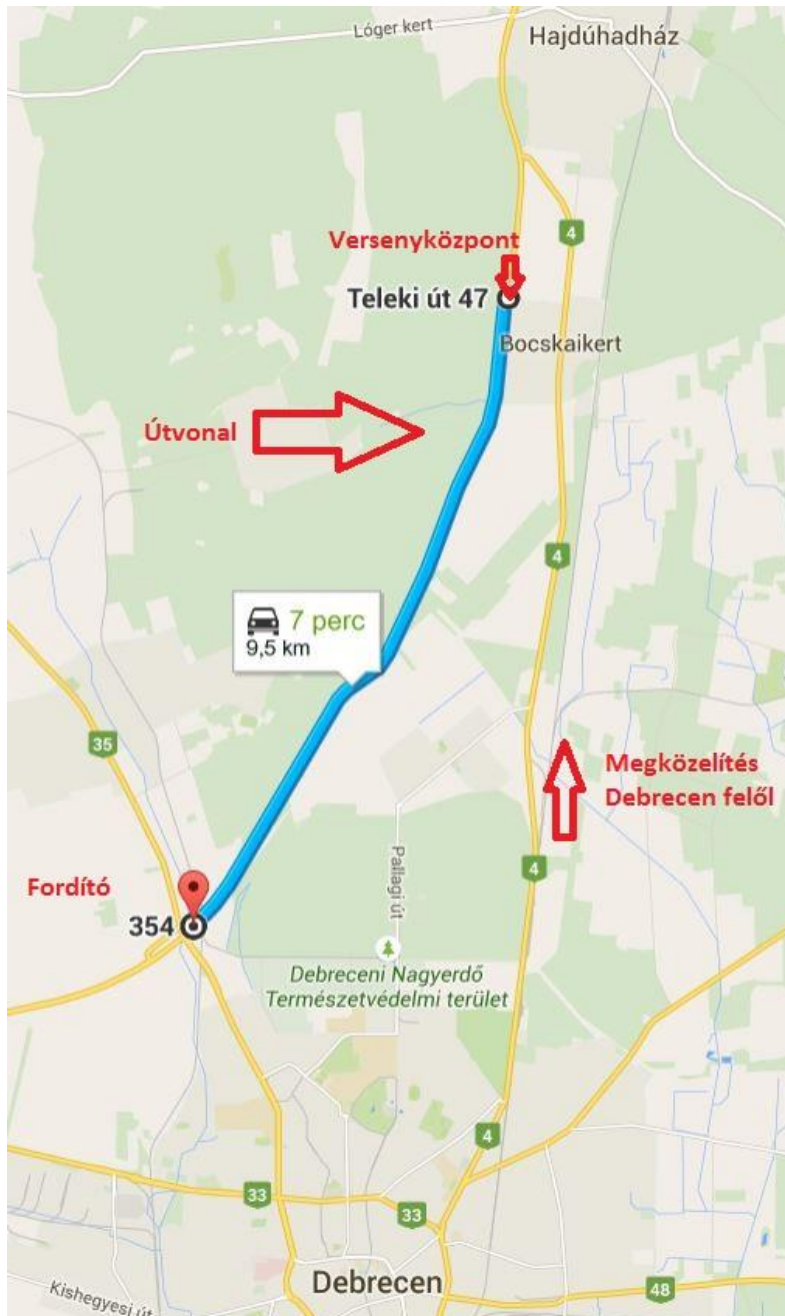 Lóger kert
Hajdúhadház
4
Versenyközpont
Teleki út 47
Bocskaikert
Útvonal
4
7 perc
9,5 km
35
Megközelítés
Debrecen felől
Pallagi út
4
Fordító
354
Debreceni Nagyerdő
Természetvédelmi terület
4
33
33
Debrecen
48
Kishegyesi út